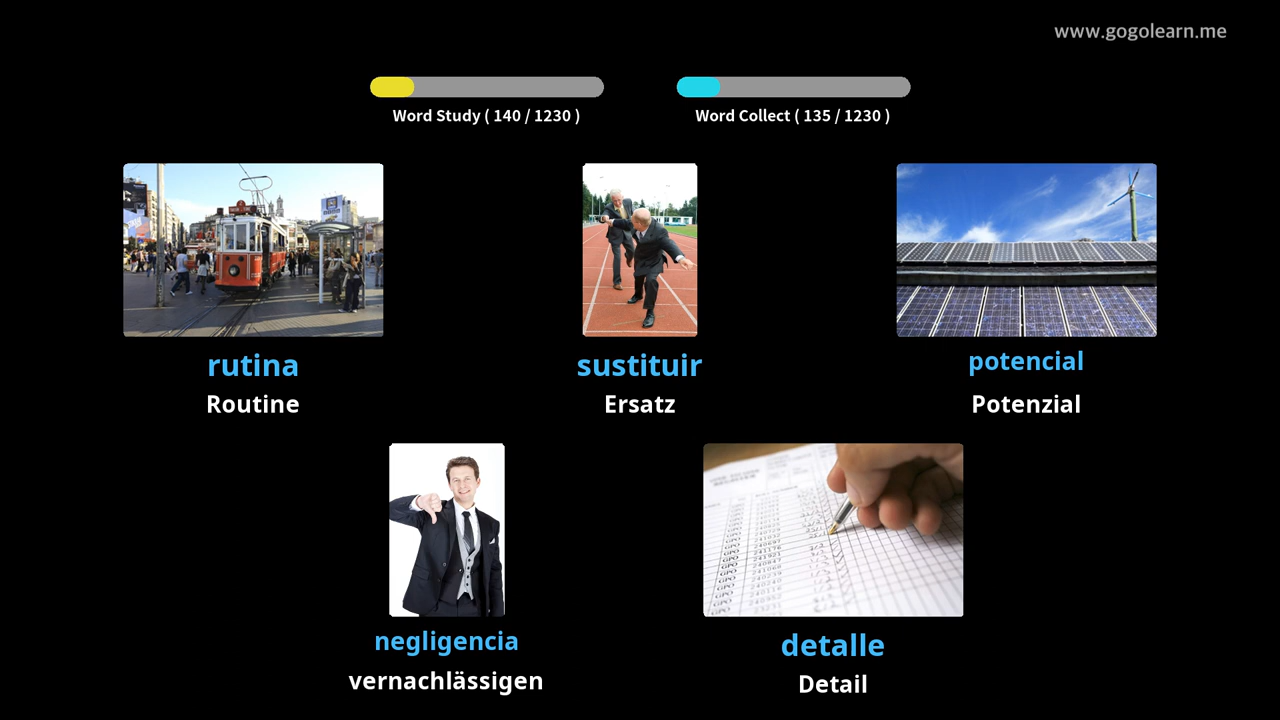 www.gogolearn.me
Word Study ( 140 / 1230 )
Word Collect ( 135 / 1230 )
rutina
Routine
sustituir
Ersatz
potencial
Potenzial
negligencia
vernachlässigen
detalle
Detail